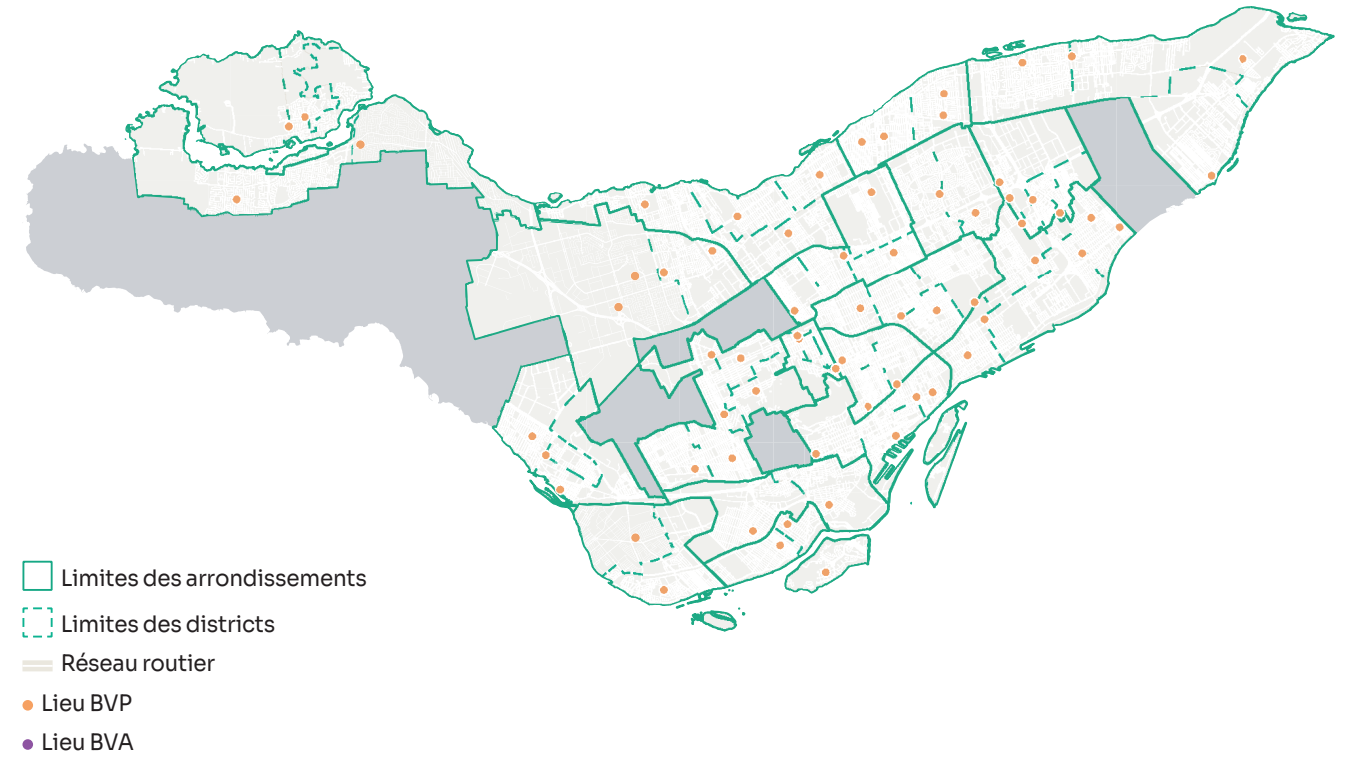 Limites des arrondissements
Limites des districts
Réseau routier
Lieu BVP
Lieu BVA